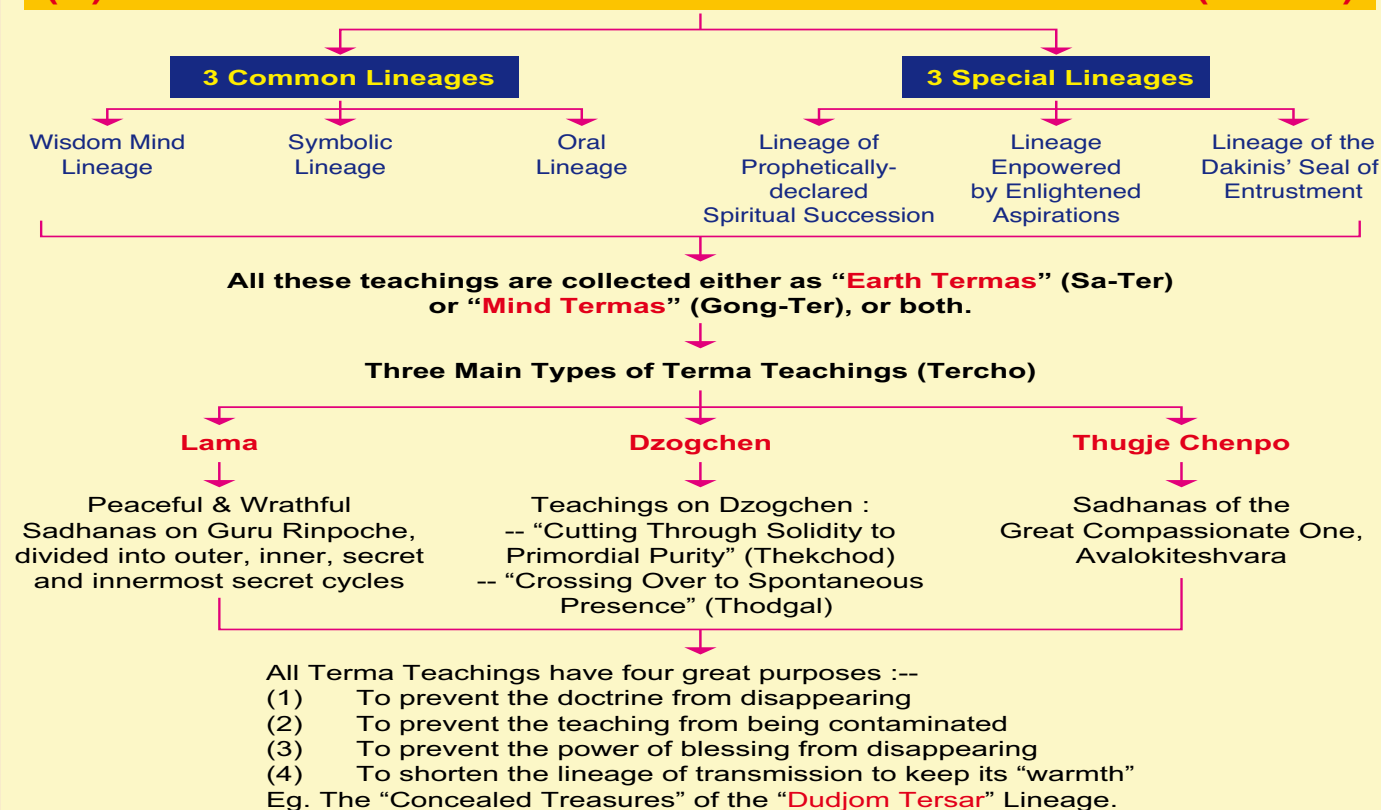 3 Common Lineages
3 Special Lineages
Wisdom Mind
Lineage
Symbolic
Lineage
Oral
Lineage
Lineage of
Prophetically-
declared
Spiritual Succession
Lineage
Enpowered
by Enlightened
Aspirations
Lineage of the
Dakinis’ Seal of
Entrustment
All these teachings are collected either as “Earth Termas” (Sa-Ter)
or “Mind Termas” (Gong-Ter), or both.
Three Main Types of Terma Teachings (Tercho)
Lama
Dzogchen
Thugje Chenpo
Peaceful & Wrathful
Sadhanas on Guru Rinpoche,
divided into outer, inner, secret
and innermost secret cycles
Teachings on Dzogchen :
-- “Cutting Through Solidity to
Primordial Purity” (Thekchod)
-- “Crossing Over to Spontaneous
Presence” (Thodgal)
Sadhanas of the
Great Compassionate One,
Avalokiteshvara
All Terma Teachings have four great purposes :--
(1) To prevent the doctrine from disappearing
(2) To prevent the teaching from being contaminated
(3) To prevent the power of blessing from disappearing
(4) To shorten the lineage of transmission to keep its “warmth”
Eg. The “Concealed Treasures” of the “Dudjom Tersar” Lineage.